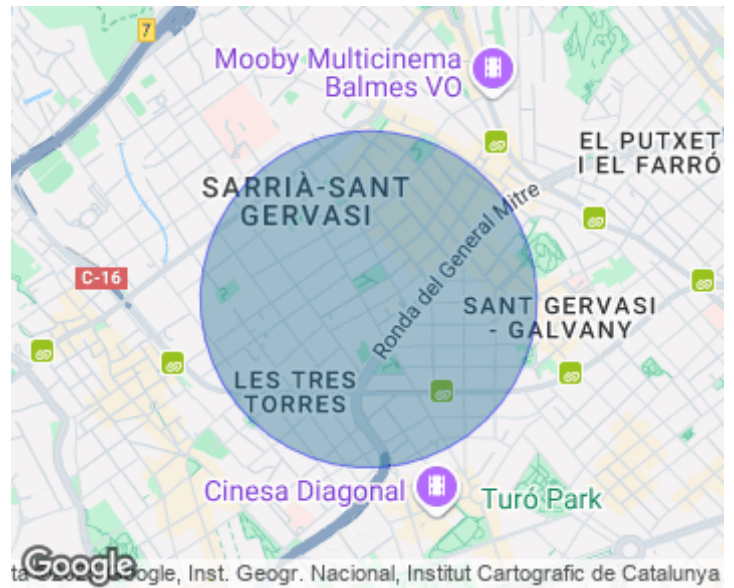 7
Mooby Multicinema
Balmes VO
EL PUTXET
I EL FARRÓ
SARRIÀ-SANT
GERVASI
Ronda del General Mitre
C-16
SANT GERVASI
- GALVANY
LES TRES
TORRES
Cinesa Diagonal
Turó Park
Google
Google, Inst. Geogr. Nacional, Institut Cartografic de Catalunya